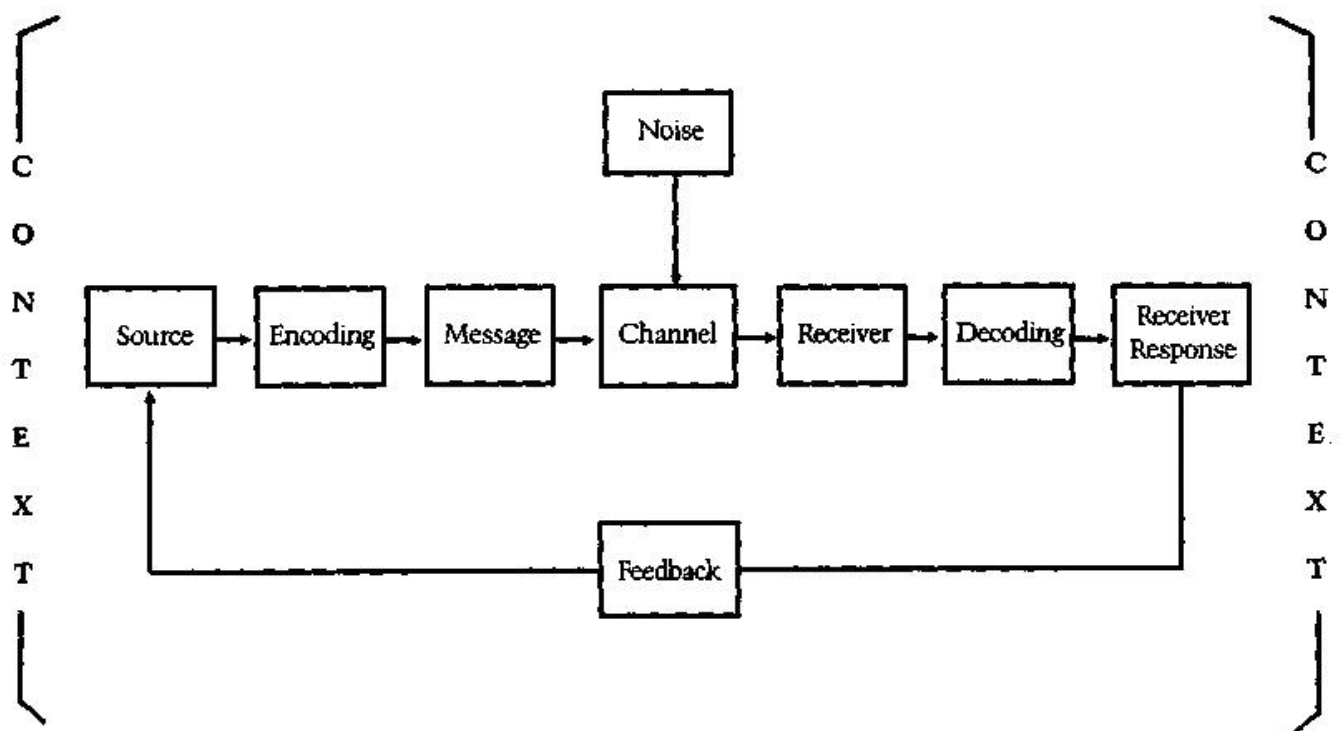 C
O
N
T
E
X
T
Noise
Source
Encoding
Message
Channel
Receiver
Decoding
Receiver
Response
Feedback
C
O
N
T
E
X
T